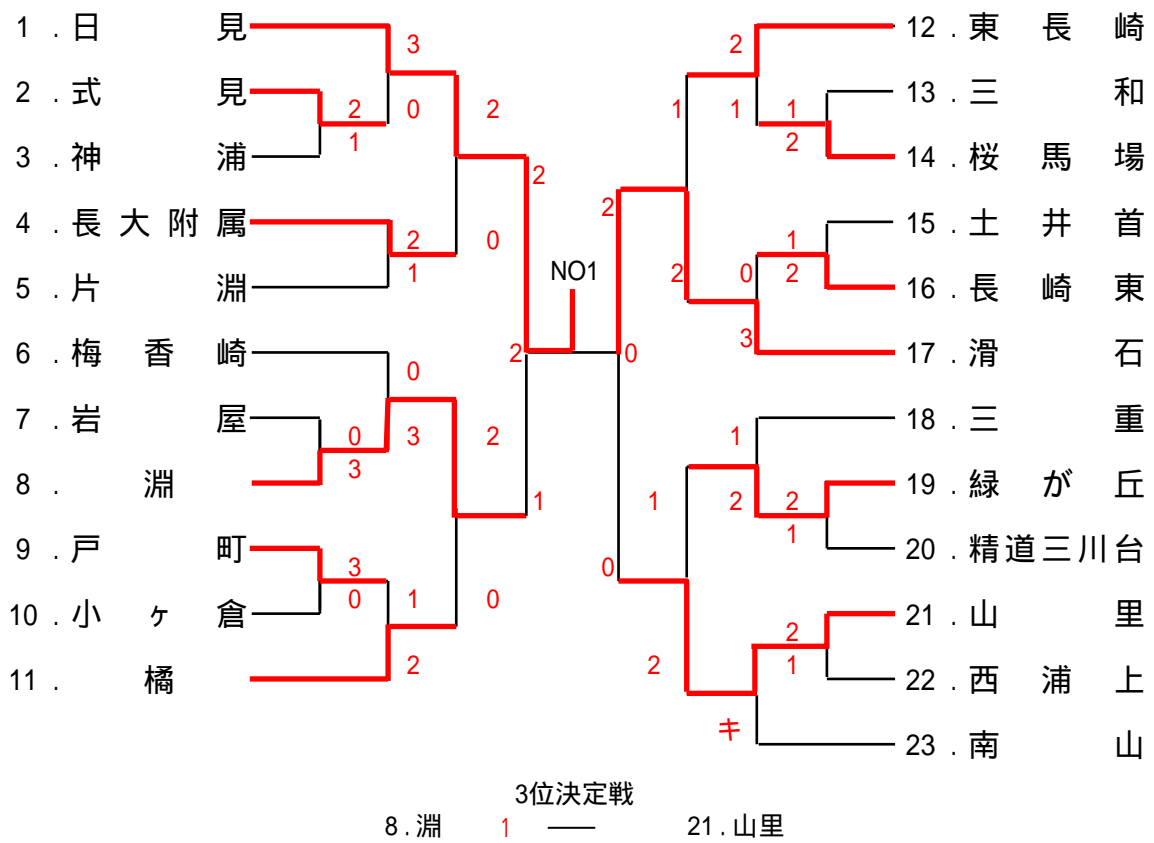 1 . 日見
3
2 . 式見
2
0
2
1
3 . 神浦
2
4 . 長大附属
2
0
1
5 . 片淵
NO1
6 . 梅香崎
2
0
7 . 岩屋
0
3
2
3
8 . 淵
1
9 . 戸町
3
0
1
0
10 . 小ヶ倉
11 . 橘
2
2
12 . 東長崎
13 . 三和
1
1
1
2
14 . 桜馬場
2
15 . 土井首
1
2
0
2
16 . 長崎東
3
17 . 滑石
0
18 . 三重
1
19 . 緑が丘
1
2
2
1
20 . 精道三川台
0
21 . 山里
2
2
1
22 . 西浦上
キ
23 . 南山
3位決定戦
8 . 淵 1 — 21 . 山里